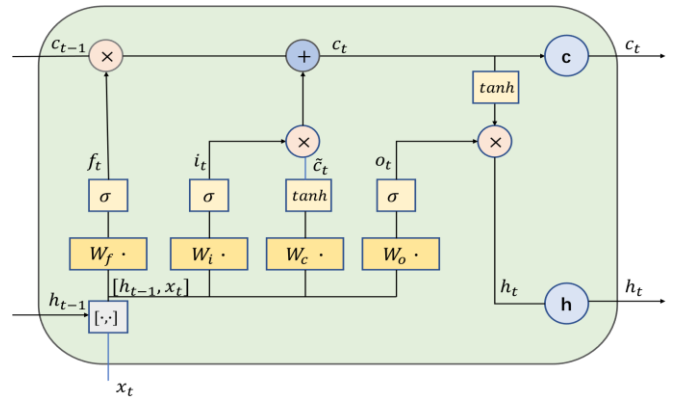 c_{t-1} × + c_t c c_t
tanh
f_t i_t × c̃_t o_t ×
σ σ tanh σ
W_f · W_i · W_c · W_o ·
[h_{t-1}, x_t]
h_{t-1} h_t h h_t
[·,·]
x_t